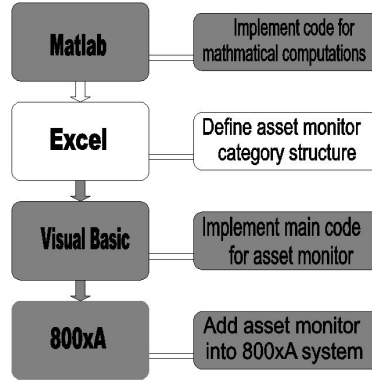 Matlab
Implement code for
mathmatical computations
Excel
Define asset monitor
category structure
Visual Basic
Implement main code
for asset monitor
800xA
Add asset monitor
into 800xA system